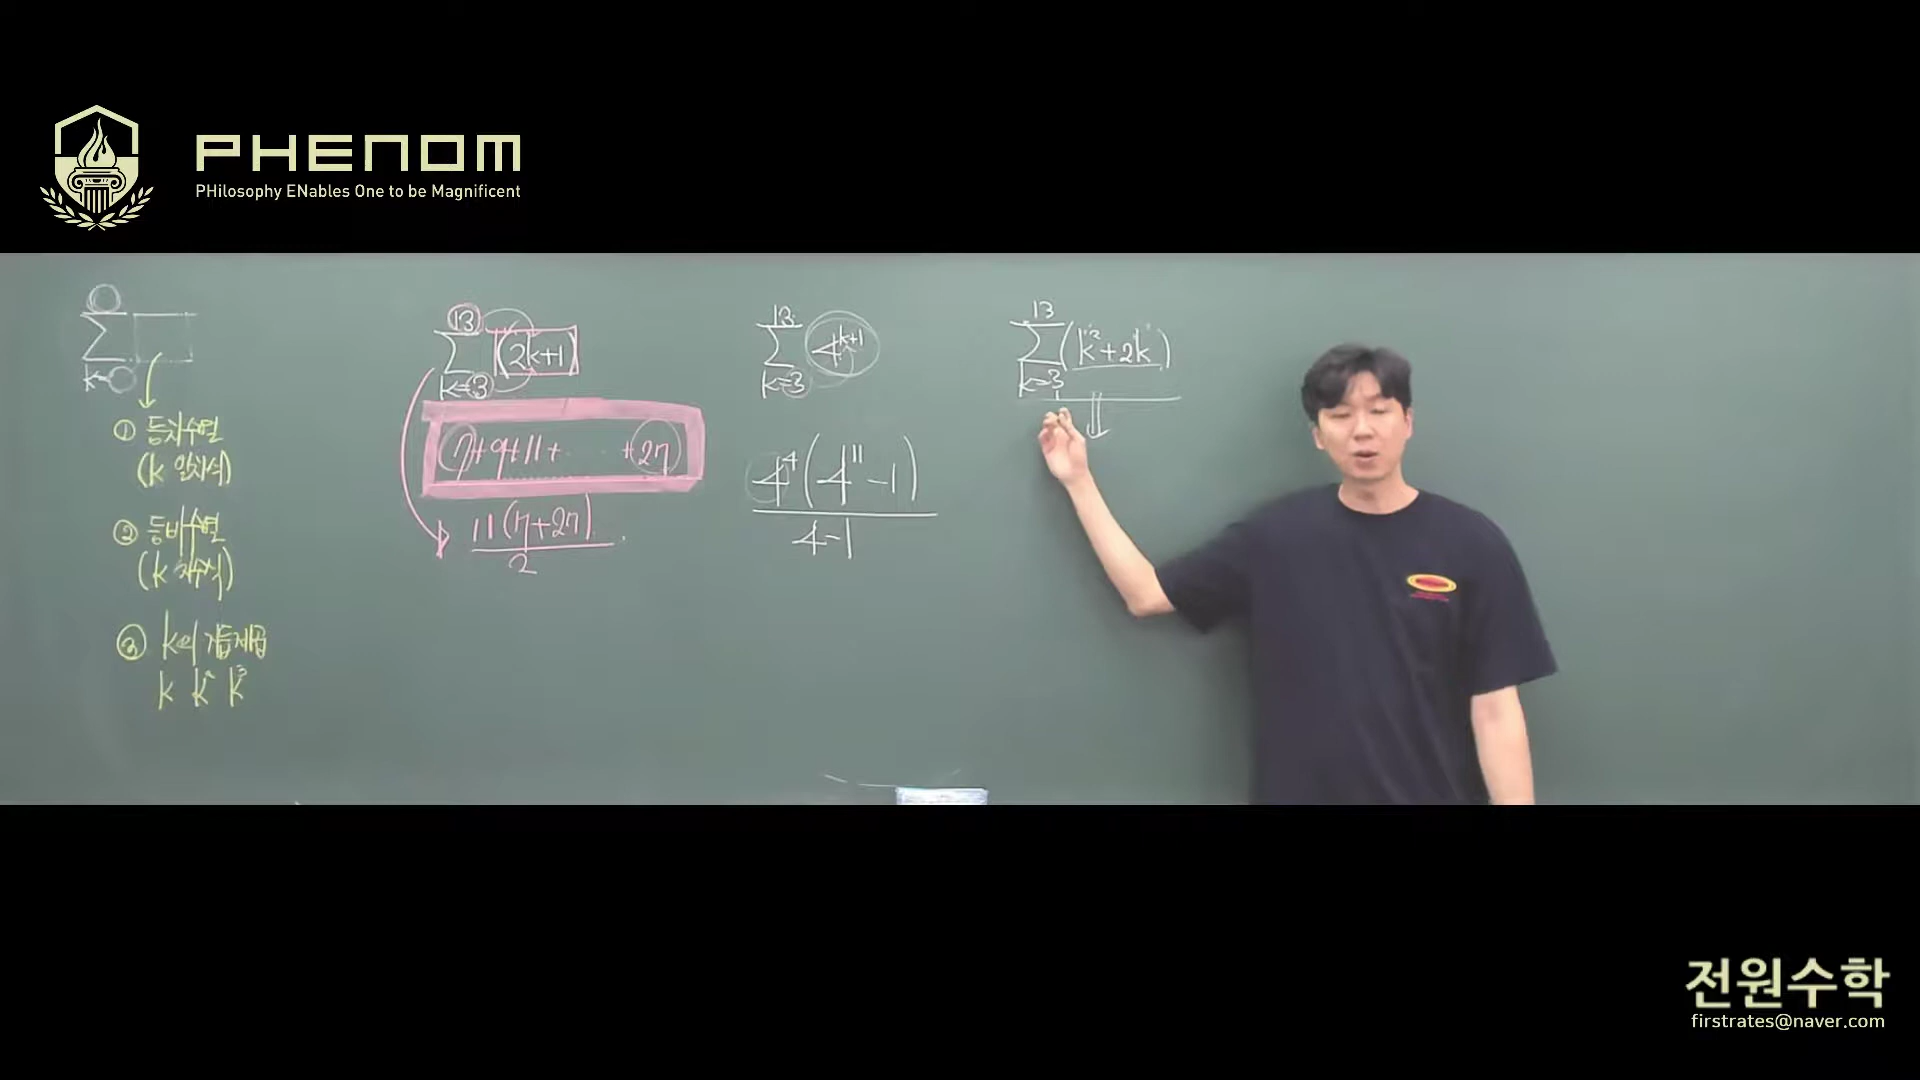 PHENOM
PHilosophy ENables One to be Magnificent
Σ k=
① 등차수열
(k 일차식)
② 등비수열
(k 지수식)
③ k의 거듭제곱
k k² k³
13 Σ k=3 (2k+1)
7+9+11+ · · · +27
11(7+27)
2
13 Σ k=3 4^(k+1)
4⁴(4¹¹-1)
4-1
13 Σ k=3 (k²+2k)
전원수학
firstrates@naver.com